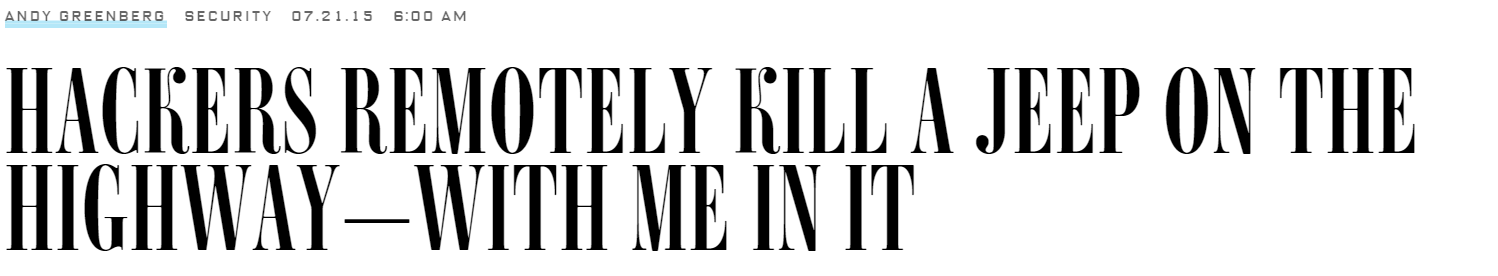 ANDY GREENBERG SECURITY 07.21.15 6:00 AM
HACKERS REMOTELY KILL A JEEP ON THE
HIGHWAY—WITH ME IN IT